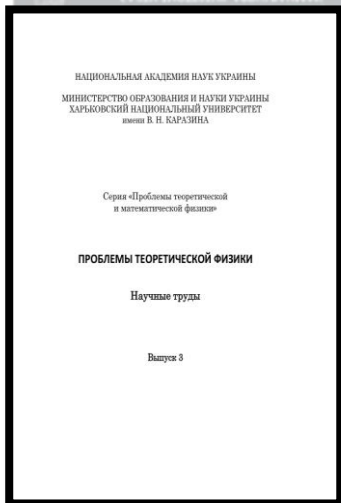 НАЦИОНАЛЬНАЯ АКАДЕМИЯ НАУК УКРАИНЫ
МИНИСТЕРСТВО ОБРАЗОВАНИЯ И НАУКИ УКРАИНЫ
ХАРЬКОВСКИЙ НАЦИОНАЛЬНЫЙ УНИВЕРСИТЕТ
имени В. Н. КАРАЗИНА
Серия «Проблемы теоретической
и математической физики»
ПРОБЛЕМЫ ТЕОРЕТИЧЕСКОЙ ФИЗИКИ
Научные труды
Выпуск 3